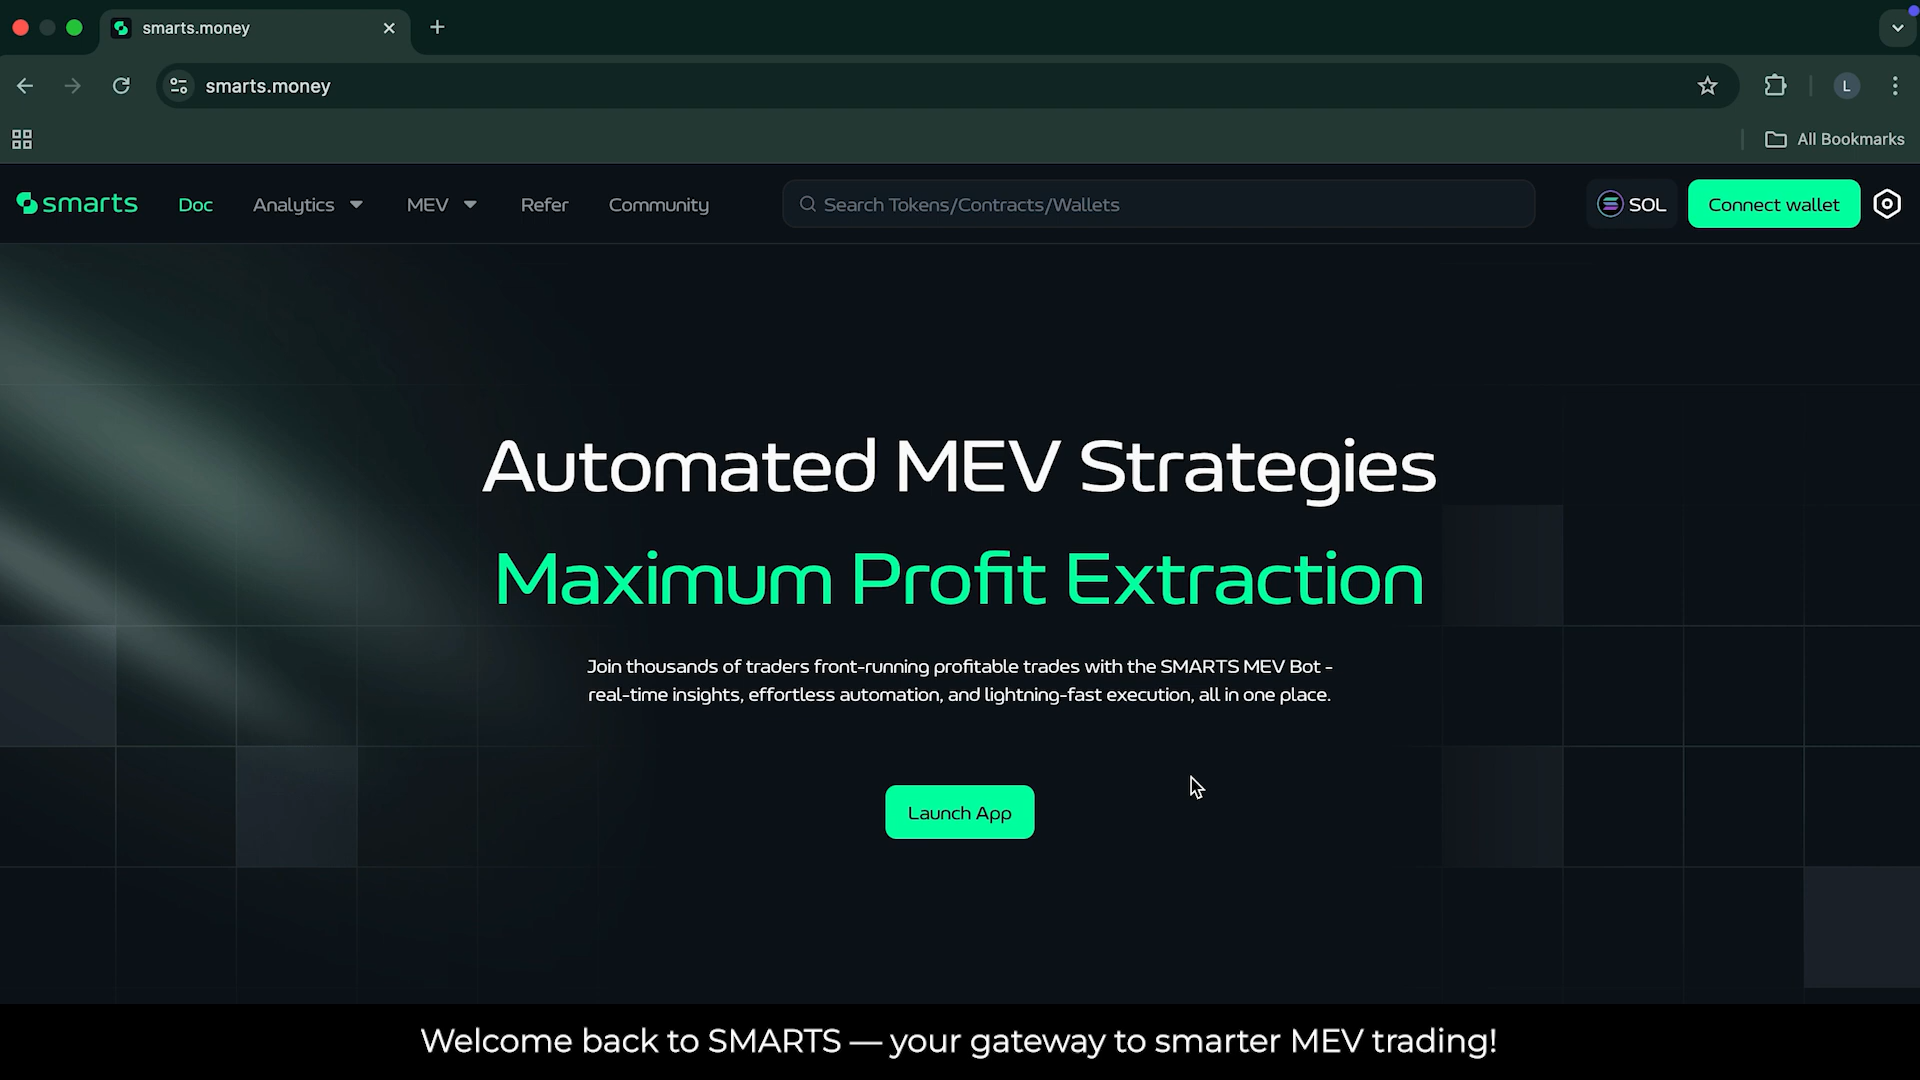 smarts.money
smarts.money
L
All Bookmarks
smarts
Doc
Analytics
MEV
Refer
Community
Search Tokens/Contracts/Wallets
SOL
Connect wallet
Automated MEV Strategies
Maximum Profit Extraction
Join thousands of traders front-running profitable trades with the SMARTS MEV Bot -
real-time insights, effortless automation, and lightning-fast execution, all in one place.
Launch App
Welcome back to SMARTS — your gateway to smarter MEV trading!